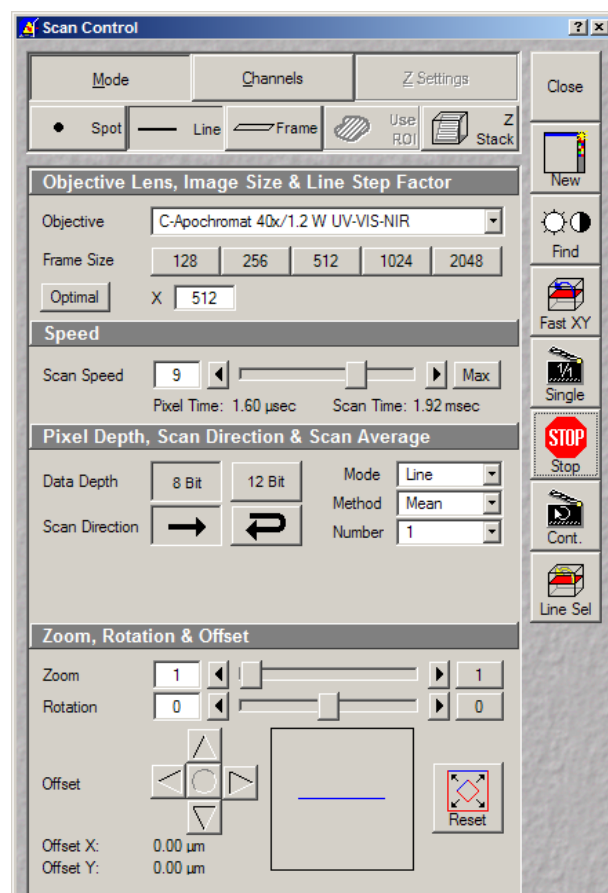 Scan Control
Mode Channels Z Settings Close
Spot Line Frame Use ROI Z Stack
New
Objective Lens, Image Size & Line Step Factor
Objective C-Apochromat 40x/1.2 W UV-VIS-NIR
Find
Frame Size 128 256 512 1024 2048
Optimal X 512
Fast XY
Speed
Scan Speed 9 Max
1/1
Single
Pixel Time: 1.60 µsec Scan Time: 1.92 msec
Pixel Depth, Scan Direction & Scan Average
STOP
Stop
Data Depth 8 Bit 12 Bit Mode Line
Method Mean
Scan Direction Number 1
Cont.
Line Sel
Zoom, Rotation & Offset
Zoom 1 1
Rotation 0 0
Offset
Reset
Offset X: 0.00 µm
Offset Y: 0.00 µm